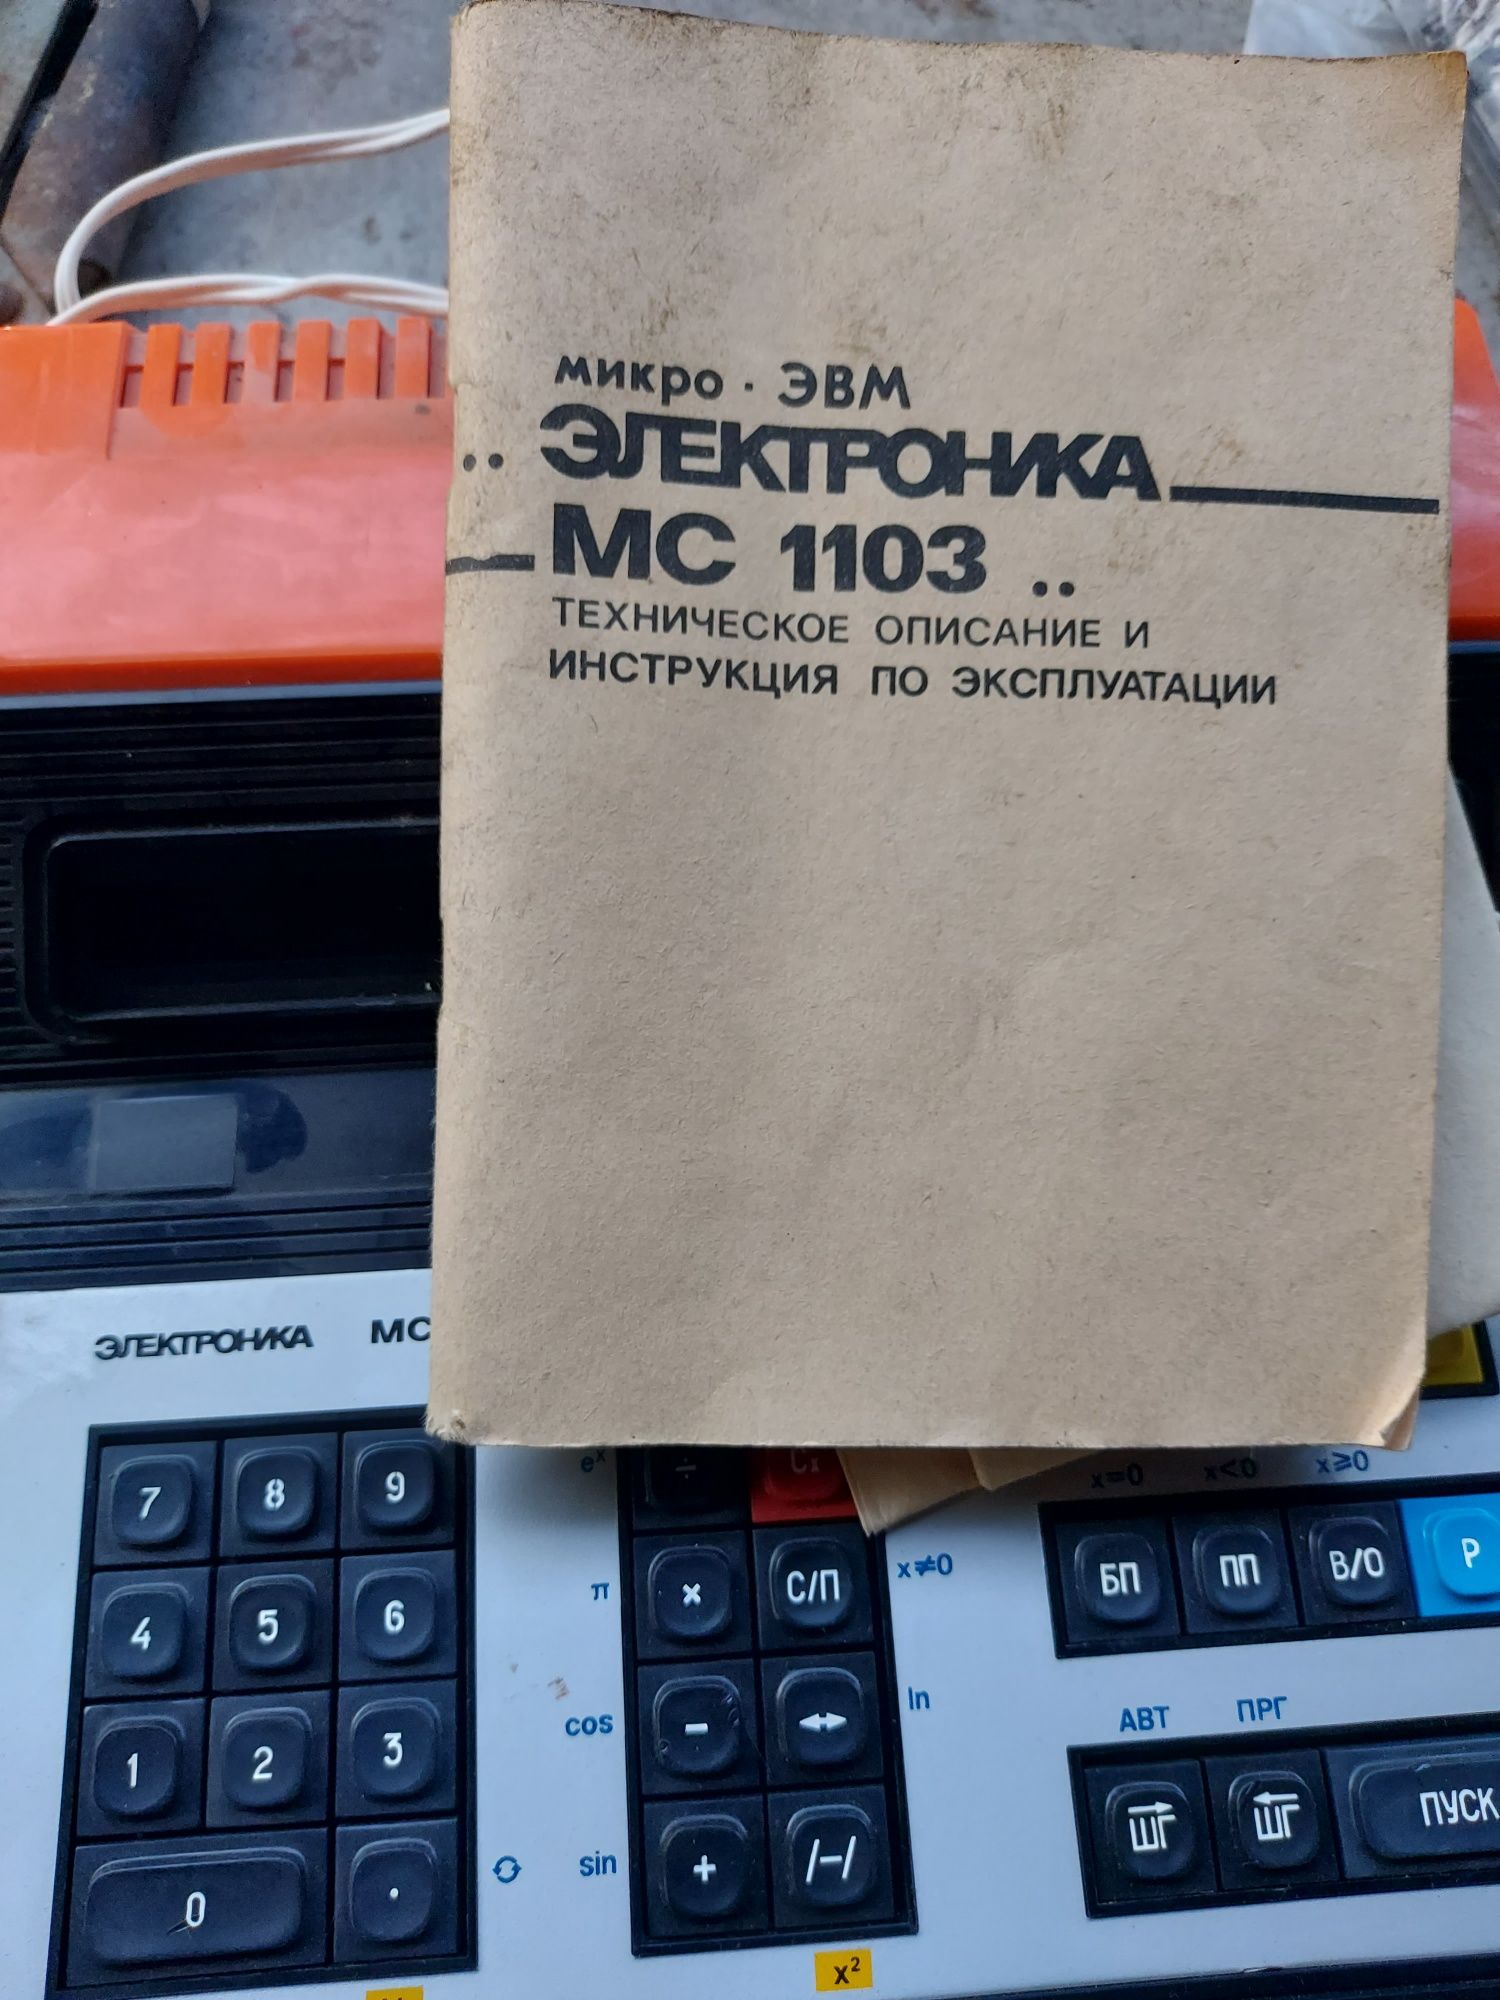 микро · ЭВМ
ЭЛЕКТРОНИКА
МС 1103
ТЕХНИЧЕСКОЕ ОПИСАНИЕ И
ИНСТРУКЦИЯ ПО ЭКСПЛУАТАЦИИ
ЭЛЕКТРОНИКА МС
7 8 9
eˣ ÷ Cx
x=0 x<0 x≥0
4 5 6
π × С/П x≠0
БП ПП В/О Р
1 2 3
cos − ↔ ln
АВТ ПРГ
0 ·
sin + /−/
ШГ ШГ ПУСК
x²